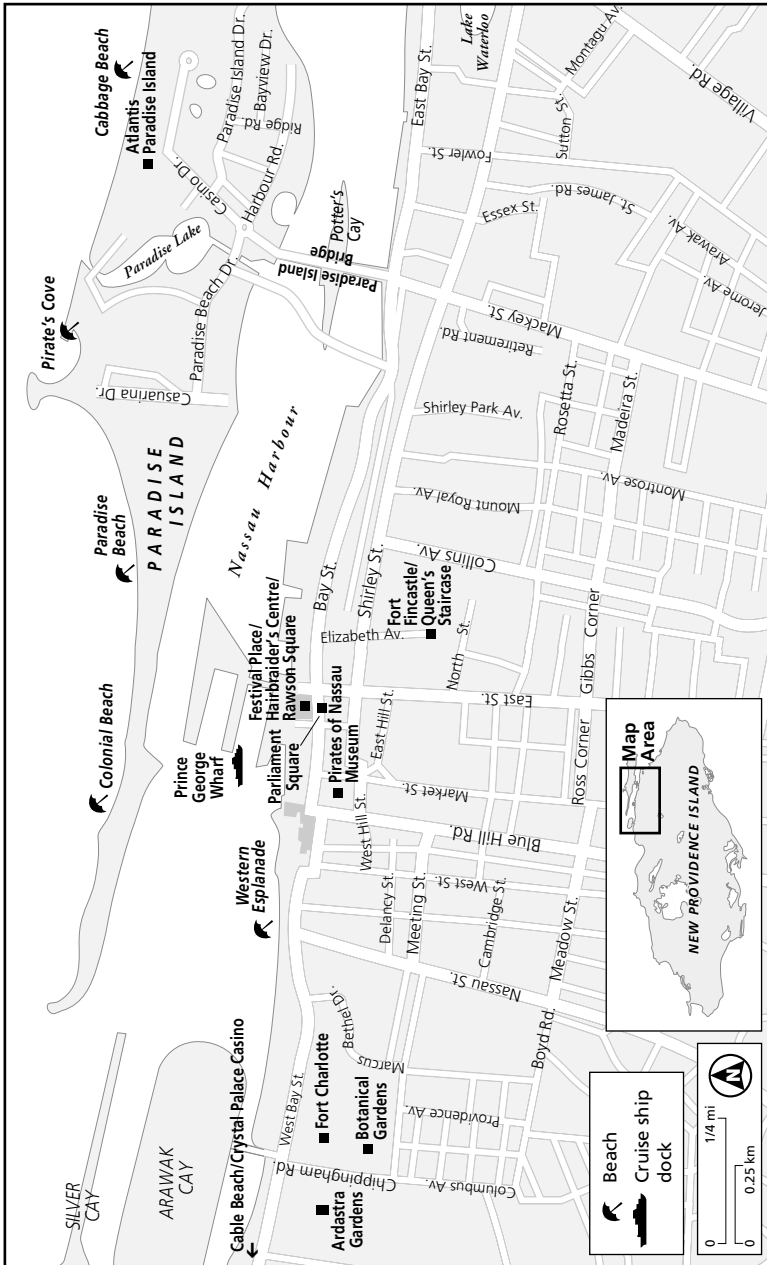 SILVER
CAY
ARAWAK
CAY
Cable Beach/Crystal Palace Casino
Colonial Beach
Paradise
Beach
PARADISE
ISLAND
Pirate's Cove
Cabbage Beach
Atlantis
Paradise Island
Casuarina Dr.
Paradise Beach Dr.
Paradise Lake
Casino Dr.
Harbour Rd.
Paradise Island Dr.
Bayview Dr.
Ridge Rd.
Nassau Harbour
Paradise Island
Bridge
Potter's
Cay
Western
Esplanade
Prince
George
Wharf
Festival Place/
Hairbraider's Centre/
Rawson Square
Parliament
Square
Pirates of Nassau
Museum
Fort
Fincastle/
Queen's
Staircase
Fort Charlotte
Botanical
Gardens
Ardastra
Gardens
West Bay St.
Bay St.
East Bay St.
Shirley St.
Elizabeth Av.
Chippingham Rd.
Columbus Av.
Providence Av.
Marcus
Bethel Dr.
Boyd Rd.
Nassau St.
Meadow St.
Cambridge St.
Meeting St.
Delancy St.
West St.
West Hill St.
Blue Hill Rd.
Market St.
East Hill St.
East St.
North St.
Ross Corner
Gibbs Corner
Collins Av.
Mount Royal Av.
Montrose Av.
Shirley Park Av.
Madeira St.
Rosetta St.
Retirement Rd.
Mackey St.
Essex St.
St. James Rd.
Fowler St.
Sutton St.
Montagu Av.
Village Rd.
Arawak Av.
Jerome Av.
Lake
Waterloo
Beach
Cruise ship
dock
0 1/4 mi
0 0.25 km
N
Map
Area
NEW PROVIDENCE ISLAND